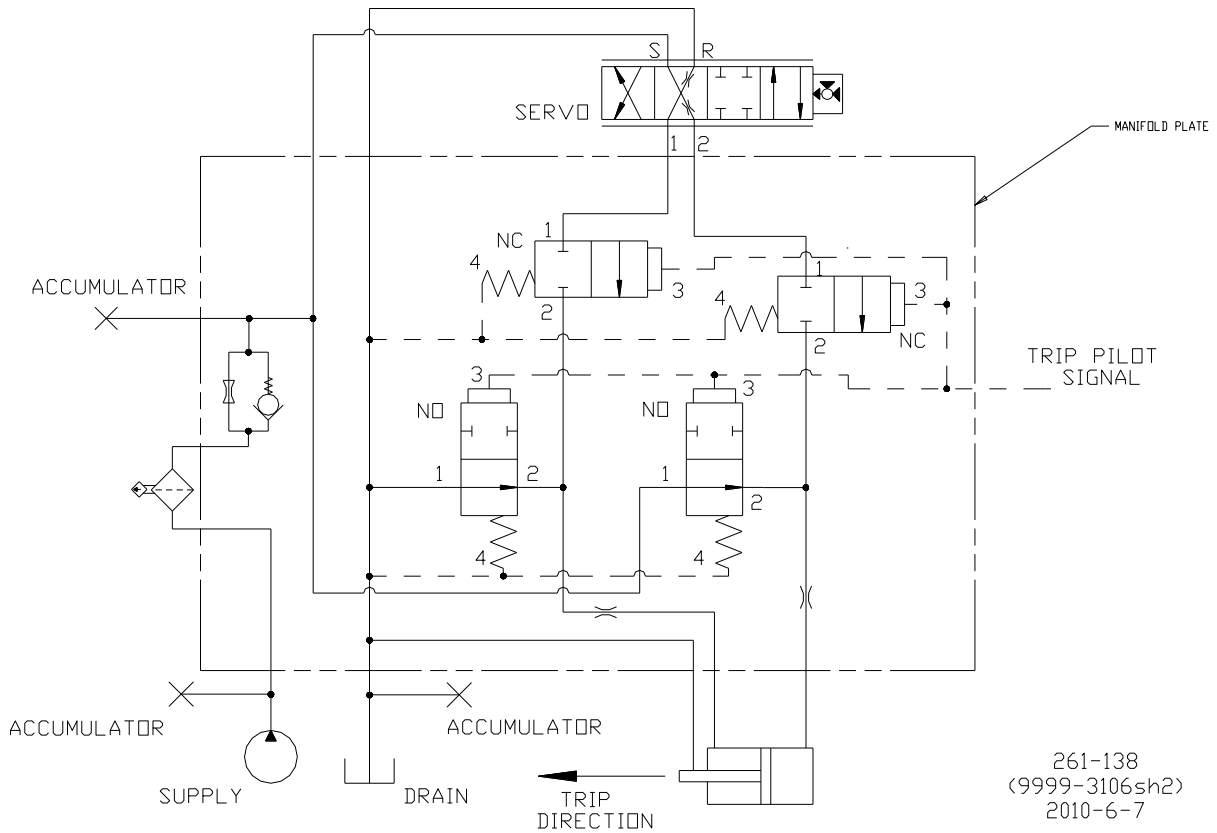 S R
SERVO
1 2
MANIFOLD PLATE
NC 1
4
3
2
1
4 3
2 NC
ACCUMULATOR
TRIP PILOT
SIGNAL
3
NO
1 2
4
3
NO
1
2
4
ACCUMULATOR
ACCUMULATOR
SUPPLY
DRAIN
TRIP
DIRECTION
261-138
(9999-3106sh2)
2010-6-7